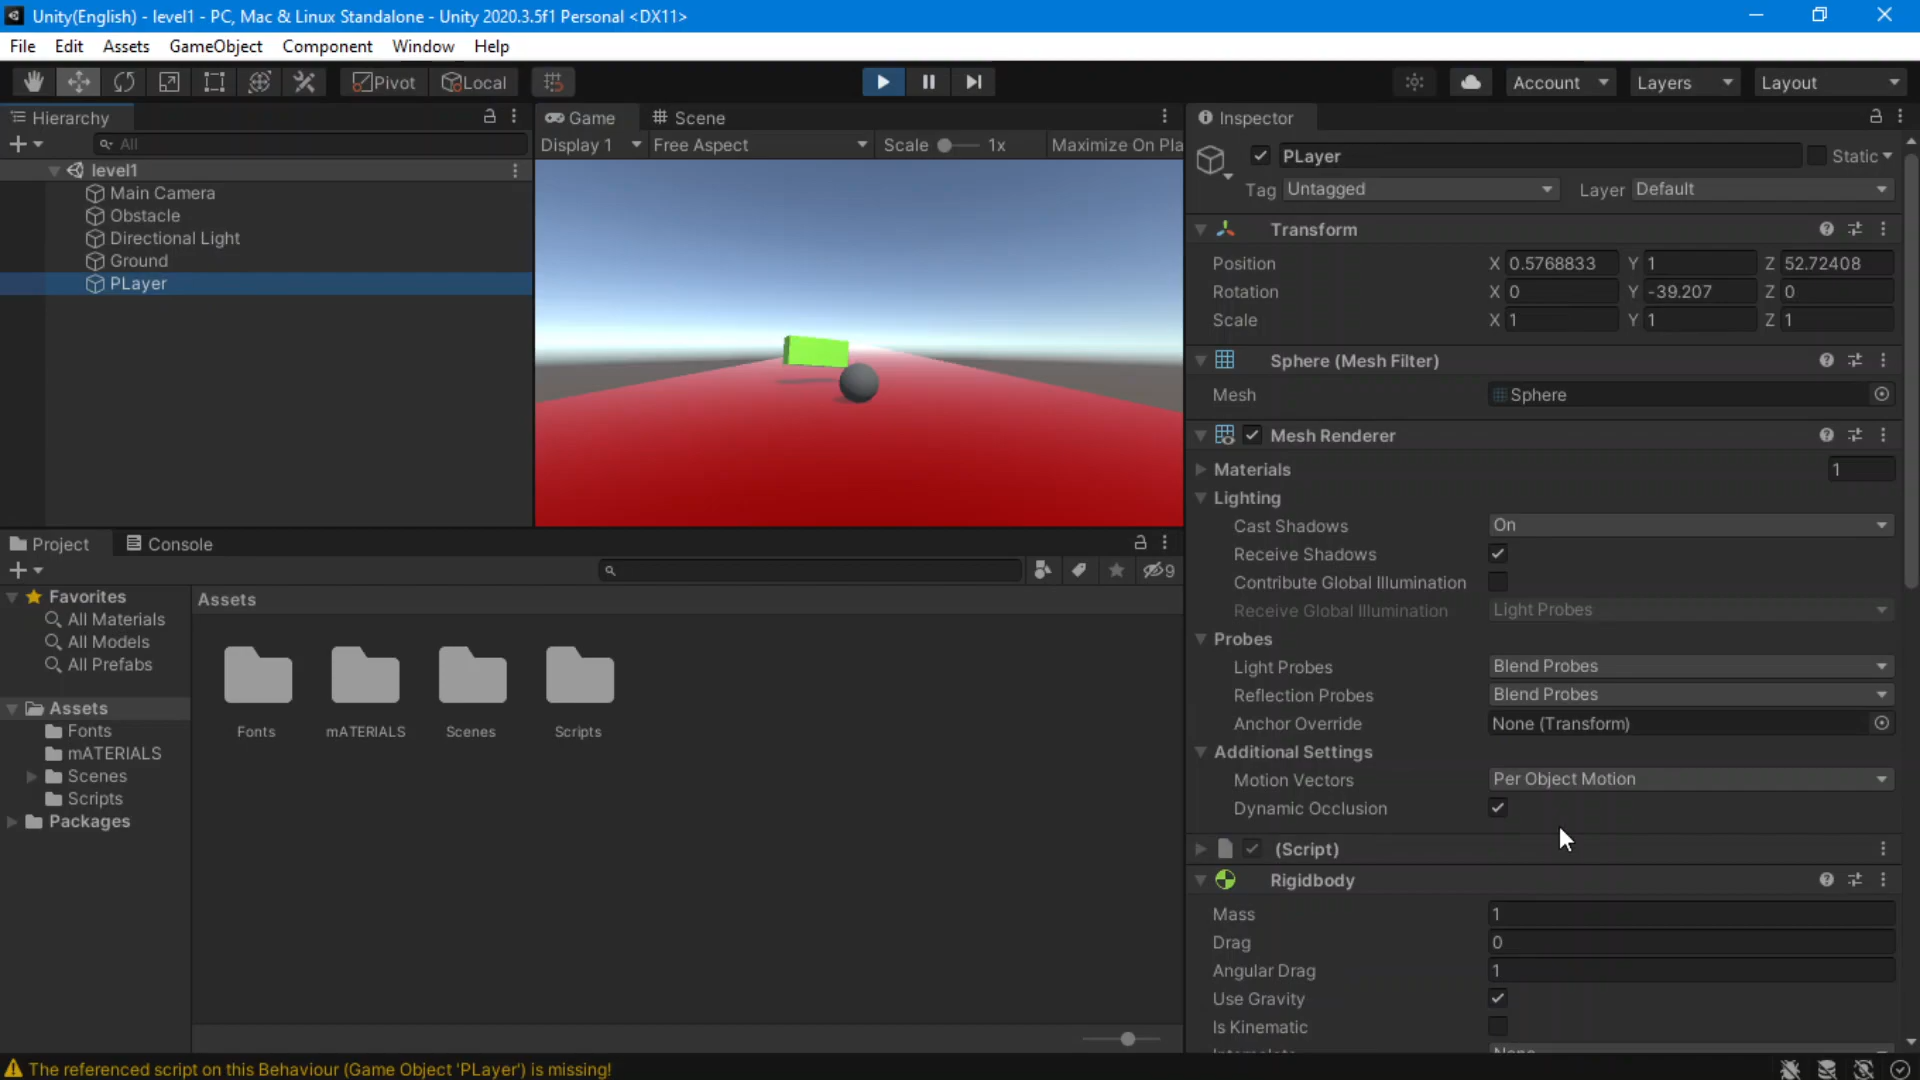 Unity(English) - level1 - PC, Mac & Linux Standalone - Unity 2020.3.5f1 Personal <DX11>
File Edit Assets GameObject Component Window Help
Pivot Local Account Layers Layout
Hierarchy
All
level1
Main Camera
Obstacle
Directional Light
Ground
PLayer
Game Scene
Display 1 Free Aspect Scale 1x Maximize On Pla
Inspector
PLayer Static
Tag Untagged Layer Default
Transform
Position X 0.5768833 Y 1 Z 52.72408
Rotation X 0 Y -39.207 Z 0
Scale X 1 Y 1 Z 1
Sphere (Mesh Filter)
Mesh Sphere
Mesh Renderer
Materials 1
Lighting
Cast Shadows On
Receive Shadows
Contribute Global Illumination
Receive Global Illumination Light Probes
Probes
Light Probes Blend Probes
Reflection Probes Blend Probes
Anchor Override None (Transform)
Additional Settings
Motion Vectors Per Object Motion
Dynamic Occlusion
(Script)
Rigidbody
Mass 1
Drag 0
Angular Drag 1
Use Gravity
Is Kinematic
Project Console
9
Favorites
All Materials
All Models
All Prefabs
Assets
Fonts
mATERIALS
Scenes
Scripts
Packages
Assets
Fonts mATERIALS Scenes Scripts
The referenced script on this Behaviour (Game Object 'PLayer') is missing!